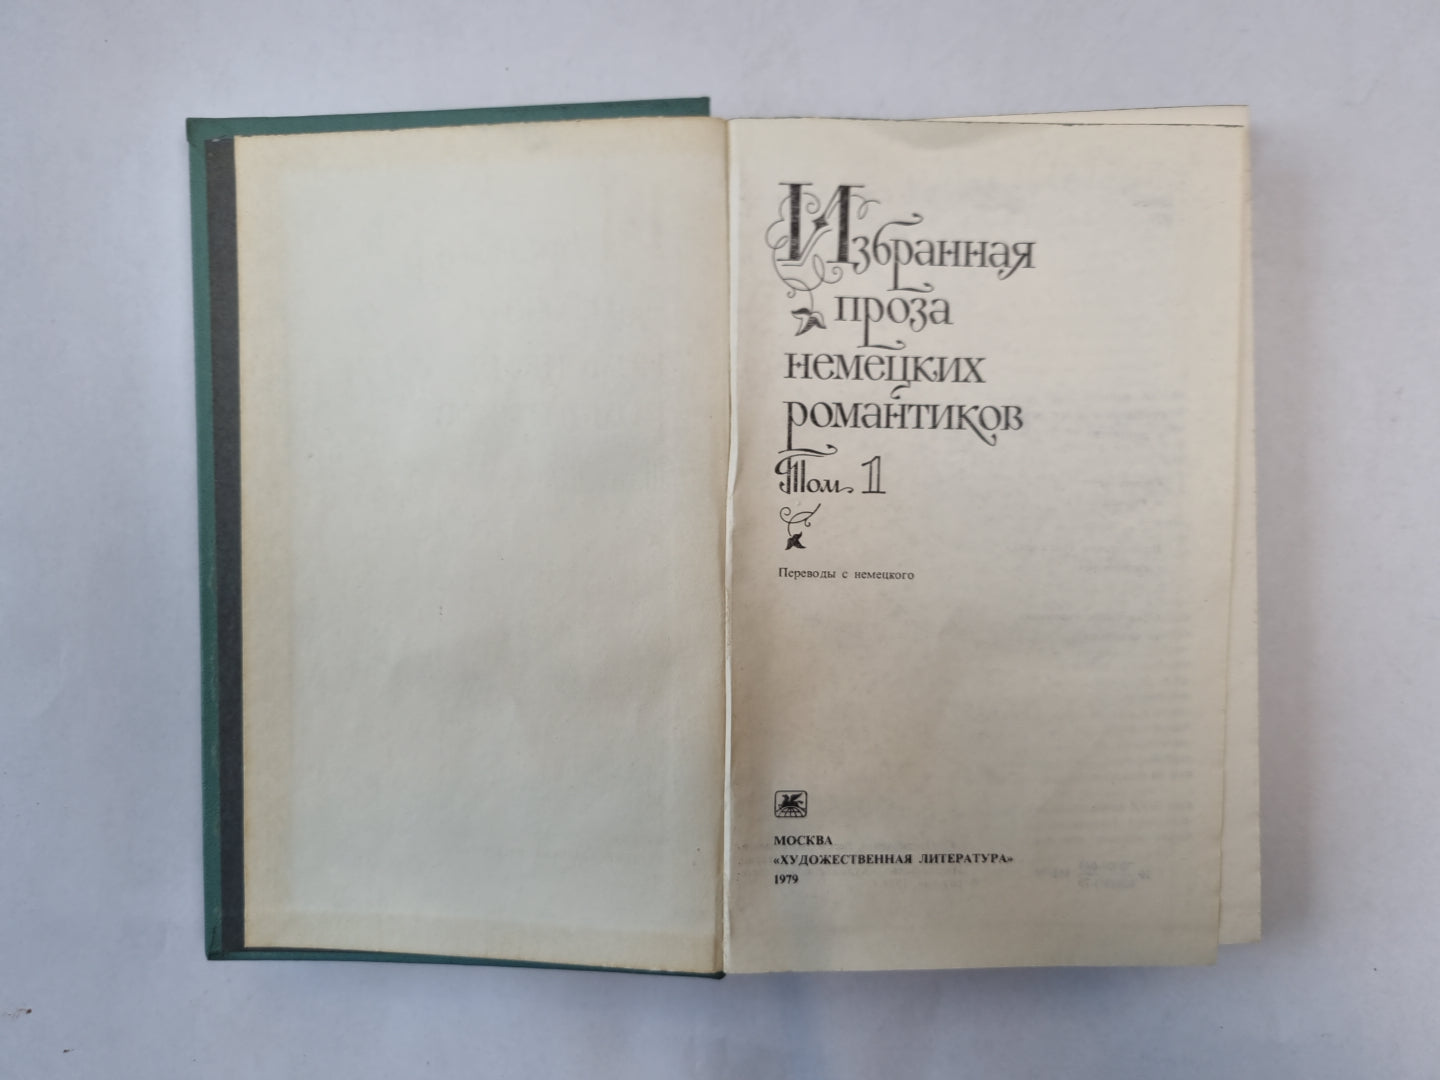 Избранная
проза
немецких
романтиков
Том 1
Переводы с немецкого
МОСКВА
«ХУДОЖЕСТВЕННАЯ ЛИТЕРАТУРА»
1979